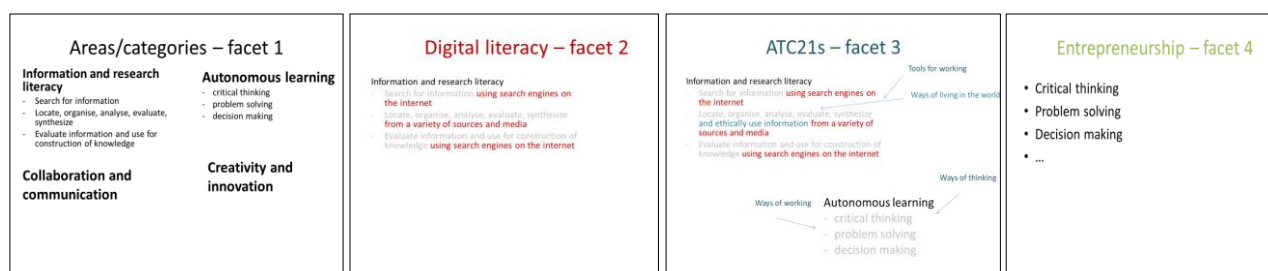 Areas/categories – facet 1
Information and research
literacy
- Search for information
- Locate, organise, analyse, evaluate,
synthesize
- Evaluate information and use for
construction of knowledge
Autonomous learning
- critical thinking
- problem solving
- decision making
Collaboration and
communication
Creativity and
innovation
Digital literacy – facet 2
Information and research literacy
- Search for information using search engines on
the internet
- Locate, organise, analyse, evaluate, synthesize
from a variety of sources and media
- Evaluate information and use for construction of
knowledge using search engines on the internet
ATC21s – facet 3
Tools for working
Ways of living in the world
Information and research literacy
- Search for information using search engines on
the internet
- Locate, organise, analyse, evaluate, synthesize
and ethically use information from a variety of
sources and media
- Evaluate information and use for construction of
knowledge using search engines on the internet
Ways of thinking
Ways of working
Autonomous learning
- critical thinking
- problem solving
- decision making
Entrepreneurship – facet 4
• Critical thinking
• Problem solving
• Decision making
• ...